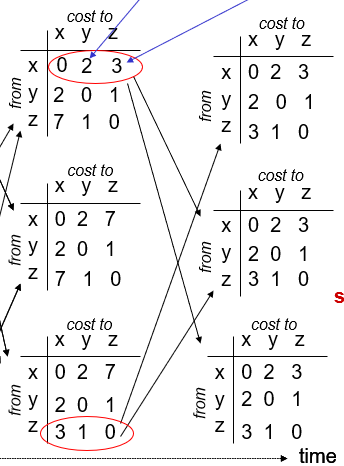 cost to
x y z
from
x 0 2 3
y 2 0 1
z 7 1 0
cost to
x y z
from
x 0 2 7
y 2 0 1
z 7 1 0
cost to
x y z
from
x 0 2 7
y 2 0 1
z 3 1 0
cost to
x y z
from
x 0 2 3
y 2 0 1
z 3 1 0
cost to
x y z
from
x 0 2 3
y 2 0 1
z 3 1 0
s
cost to
x y z
from
x 0 2 3
y 2 0 1
z 3 1 0
time